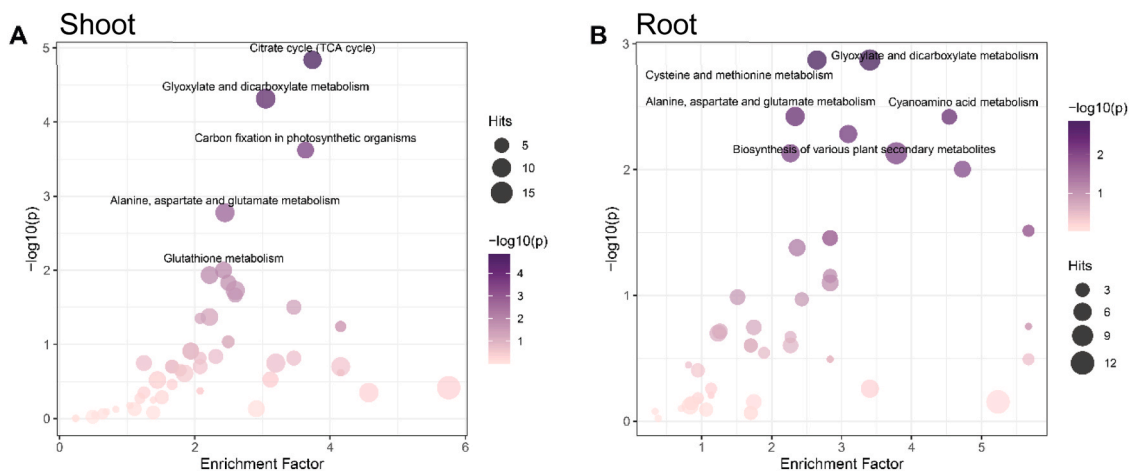 A Shoot
5
4
3
2
1
0
−log10(p)
Citrate cycle (TCA cycle)
Glyoxylate and dicarboxylate metabolism
Carbon fixation in photosynthetic organisms
Alanine, aspartate and glutamate metabolism
Glutathione metabolism
0 2 4 6
Enrichment Factor
Hits
5
10
15
−log10(p)
4
3
2
1
B Root
3
2
1
0
−log10(p)
Glyoxylate and dicarboxylate metabolism
Cysteine and methionine metabolism
Alanine, aspartate and glutamate metabolism
Cyanoamino acid metabolism
Biosynthesis of various plant secondary metabolites
1 2 3 4 5
Enrichment Factor
−log10(p)
2
1
Hits
3
6
9
12